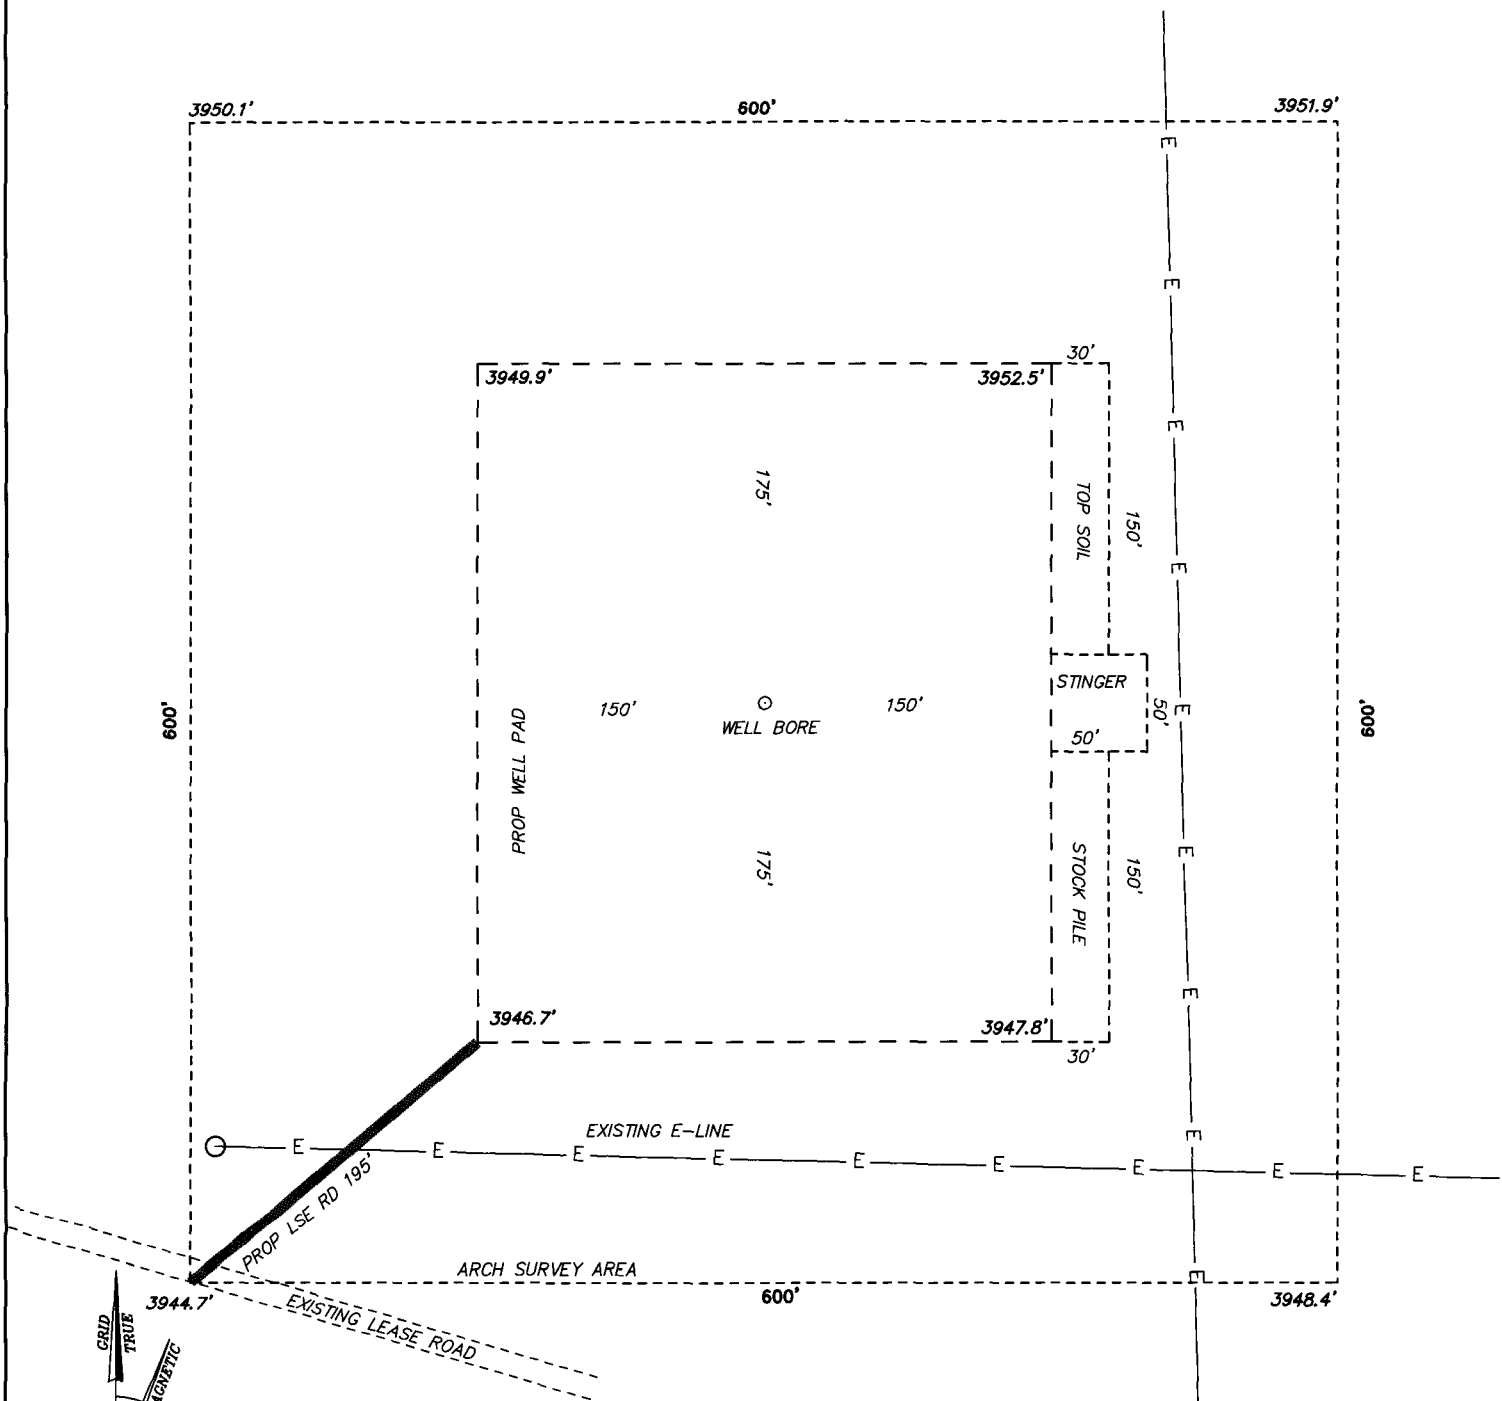 3950.1'
600'
3951.9'
E
E
30'
3949.9'
3952.5'
E
175'
TOP SOIL
150'
E
STINGER
600'
150'
WELL BORE
150'
50'
50'
E
600'
PROP WELL PAD
E
175'
STOCK PILE
150'
E
3946.7'
3947.8'
30'
EXISTING E-LINE
E
E E E E E E E E E
PROP LSE RD 195'
ARCH SURVEY AREA
E
3944.7'
600'
3948.4'
EXISTING LEASE ROAD
GRID
TRUE
AGNETIC